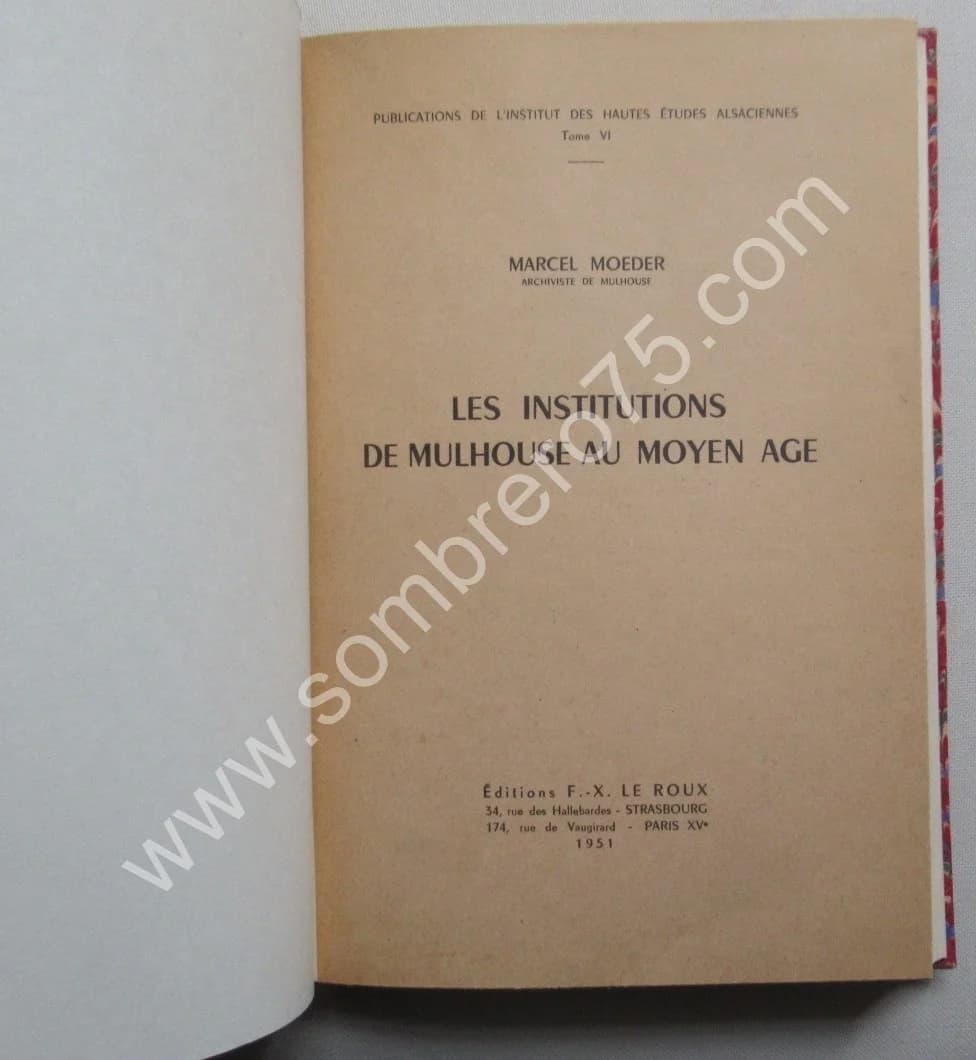 PUBLICATIONS DE L'INSTITUT DES HAUTES ÉTUDES ALSACIENNES
Tome VI
MARCEL MOEDER
ARCHIVISTE DE MULHOUSE
LES INSTITUTIONS
DE MULHOUSE AU MOYEN AGE
Éditions F.-X. LE ROUX
34, rue des Hallebardes - STRASBOURG
174, rue de Vaugirard - PARIS XVe
1951
www.sombrero75.com